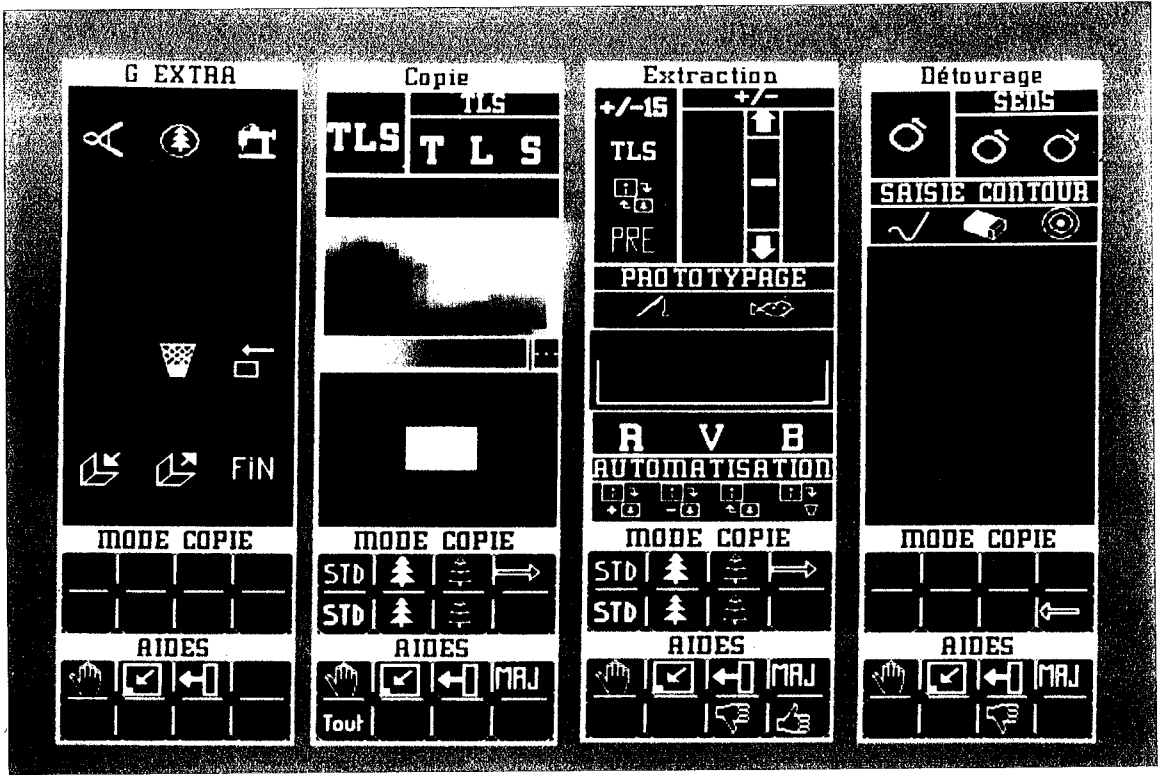 G EXTRA
FiN
MODE COPIE
AIDES
Copie
TLS
TLS
T L S
MODE COPIE
STD
STD
AIDES
MAJ
Tout
Extraction
+/-15
+/-
TLS
PRE
PROTOTYPAGE
R V B
AUTOMATISATION
MODE COPIE
STD
STD
AIDES
MAJ
Détourage
SENS
SAISIE CONTOUR
MODE COPIE
AIDES
MAJ